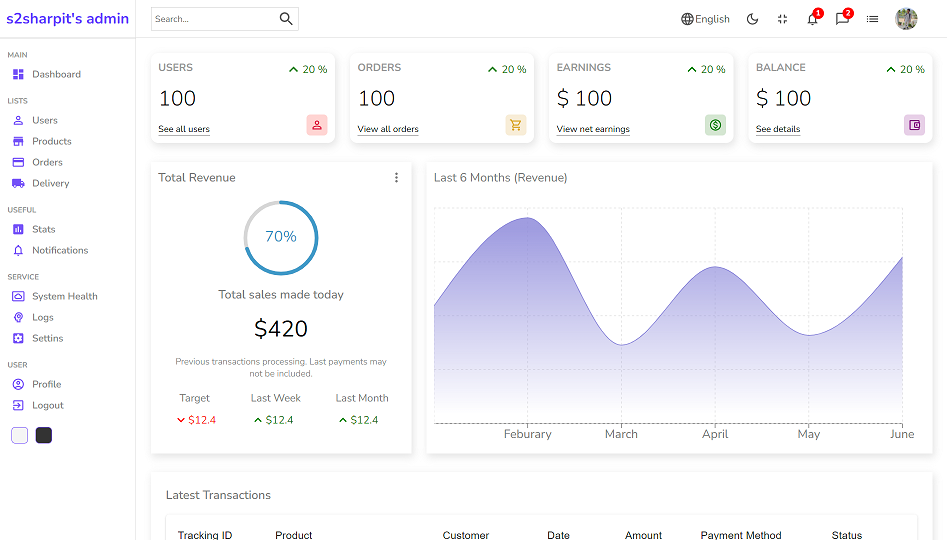 s2sharpit's admin
Search...
English
1
2
MAIN
Dashboard
LISTS
Users
Products
Orders
Delivery
USEFUL
Stats
Notifications
SERVICE
System Health
Logs
Settins
USER
Profile
Logout
USERS
20 %
100
See all users
ORDERS
20 %
100
View all orders
EARNINGS
20 %
$ 100
View net earnings
BALANCE
20 %
$ 100
See details
Total Revenue
70%
Total sales made today
$420
Previous transactions processing. Last payments may
not be included.
Target Last Week Last Month
$12.4 $12.4 $12.4
Last 6 Months (Revenue)
Feburary March April May June
Latest Transactions
Tracking ID Product Customer Date Amount Payment Method Status